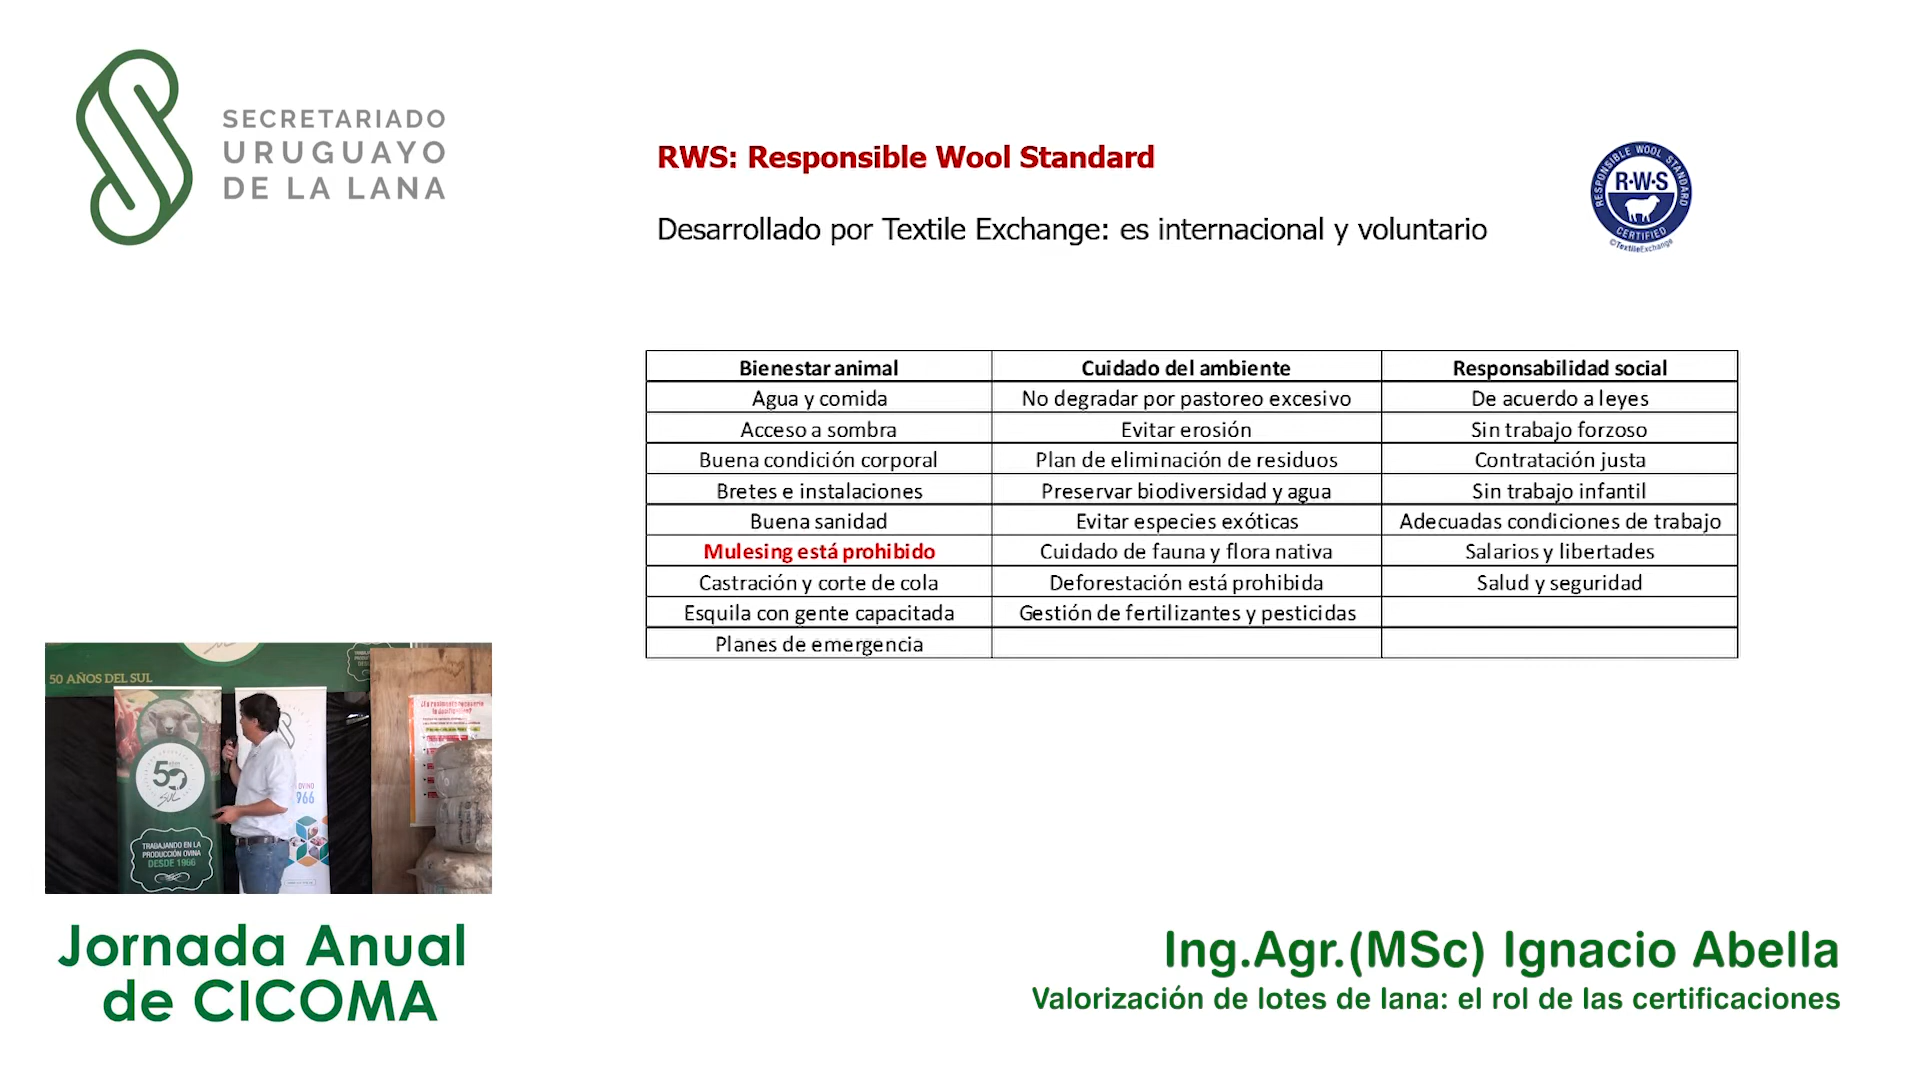 SECRETARIADO
URUGUAYO
DE LA LANA
RWS: Responsible Wool Standard
Desarrollado por Textile Exchange: es internacional y voluntario
RESPONSIBLE WOOL STANDARD
R·W·S
CERTIFIED
©TextileExchange
Bienestar animal Cuidado del ambiente Responsabilidad social
Agua y comida No degradar por pastoreo excesivo De acuerdo a leyes
Acceso a sombra Evitar erosión Sin trabajo forzoso
Buena condición corporal Plan de eliminación de residuos Contratación justa
Bretes e instalaciones Preservar biodiversidad y agua Sin trabajo infantil
Buena sanidad Evitar especies exóticas Adecuadas condiciones de trabajo
Mulesing está prohibido Cuidado de fauna y flora nativa Salarios y libertades
Castración y corte de cola Deforestación está prohibida Salud y seguridad
Esquila con gente capacitada Gestión de fertilizantes y pesticidas
Planes de emergencia
50 AÑOS DEL SUL
50
SUL
TRABAJANDO EN LA
PRODUCCIÓN OVINA
DESDE 1966
OVINO
966
Jornada Anual
de CICOMA
Ing.Agr.(MSc) Ignacio Abella
Valorización de lotes de lana: el rol de las certificaciones